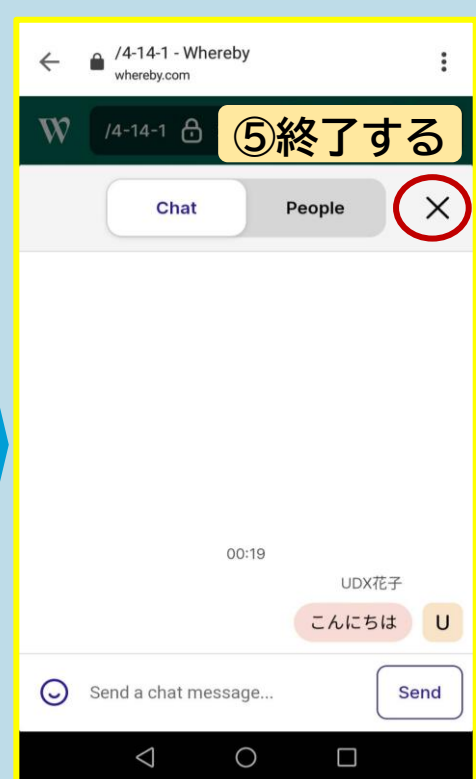 /4-14-1 - Whereby
whereby.com
W /4-14-1
⑤終了する
Chat People
00:19
UDX花子
こんにちは U
Send a chat message... Send